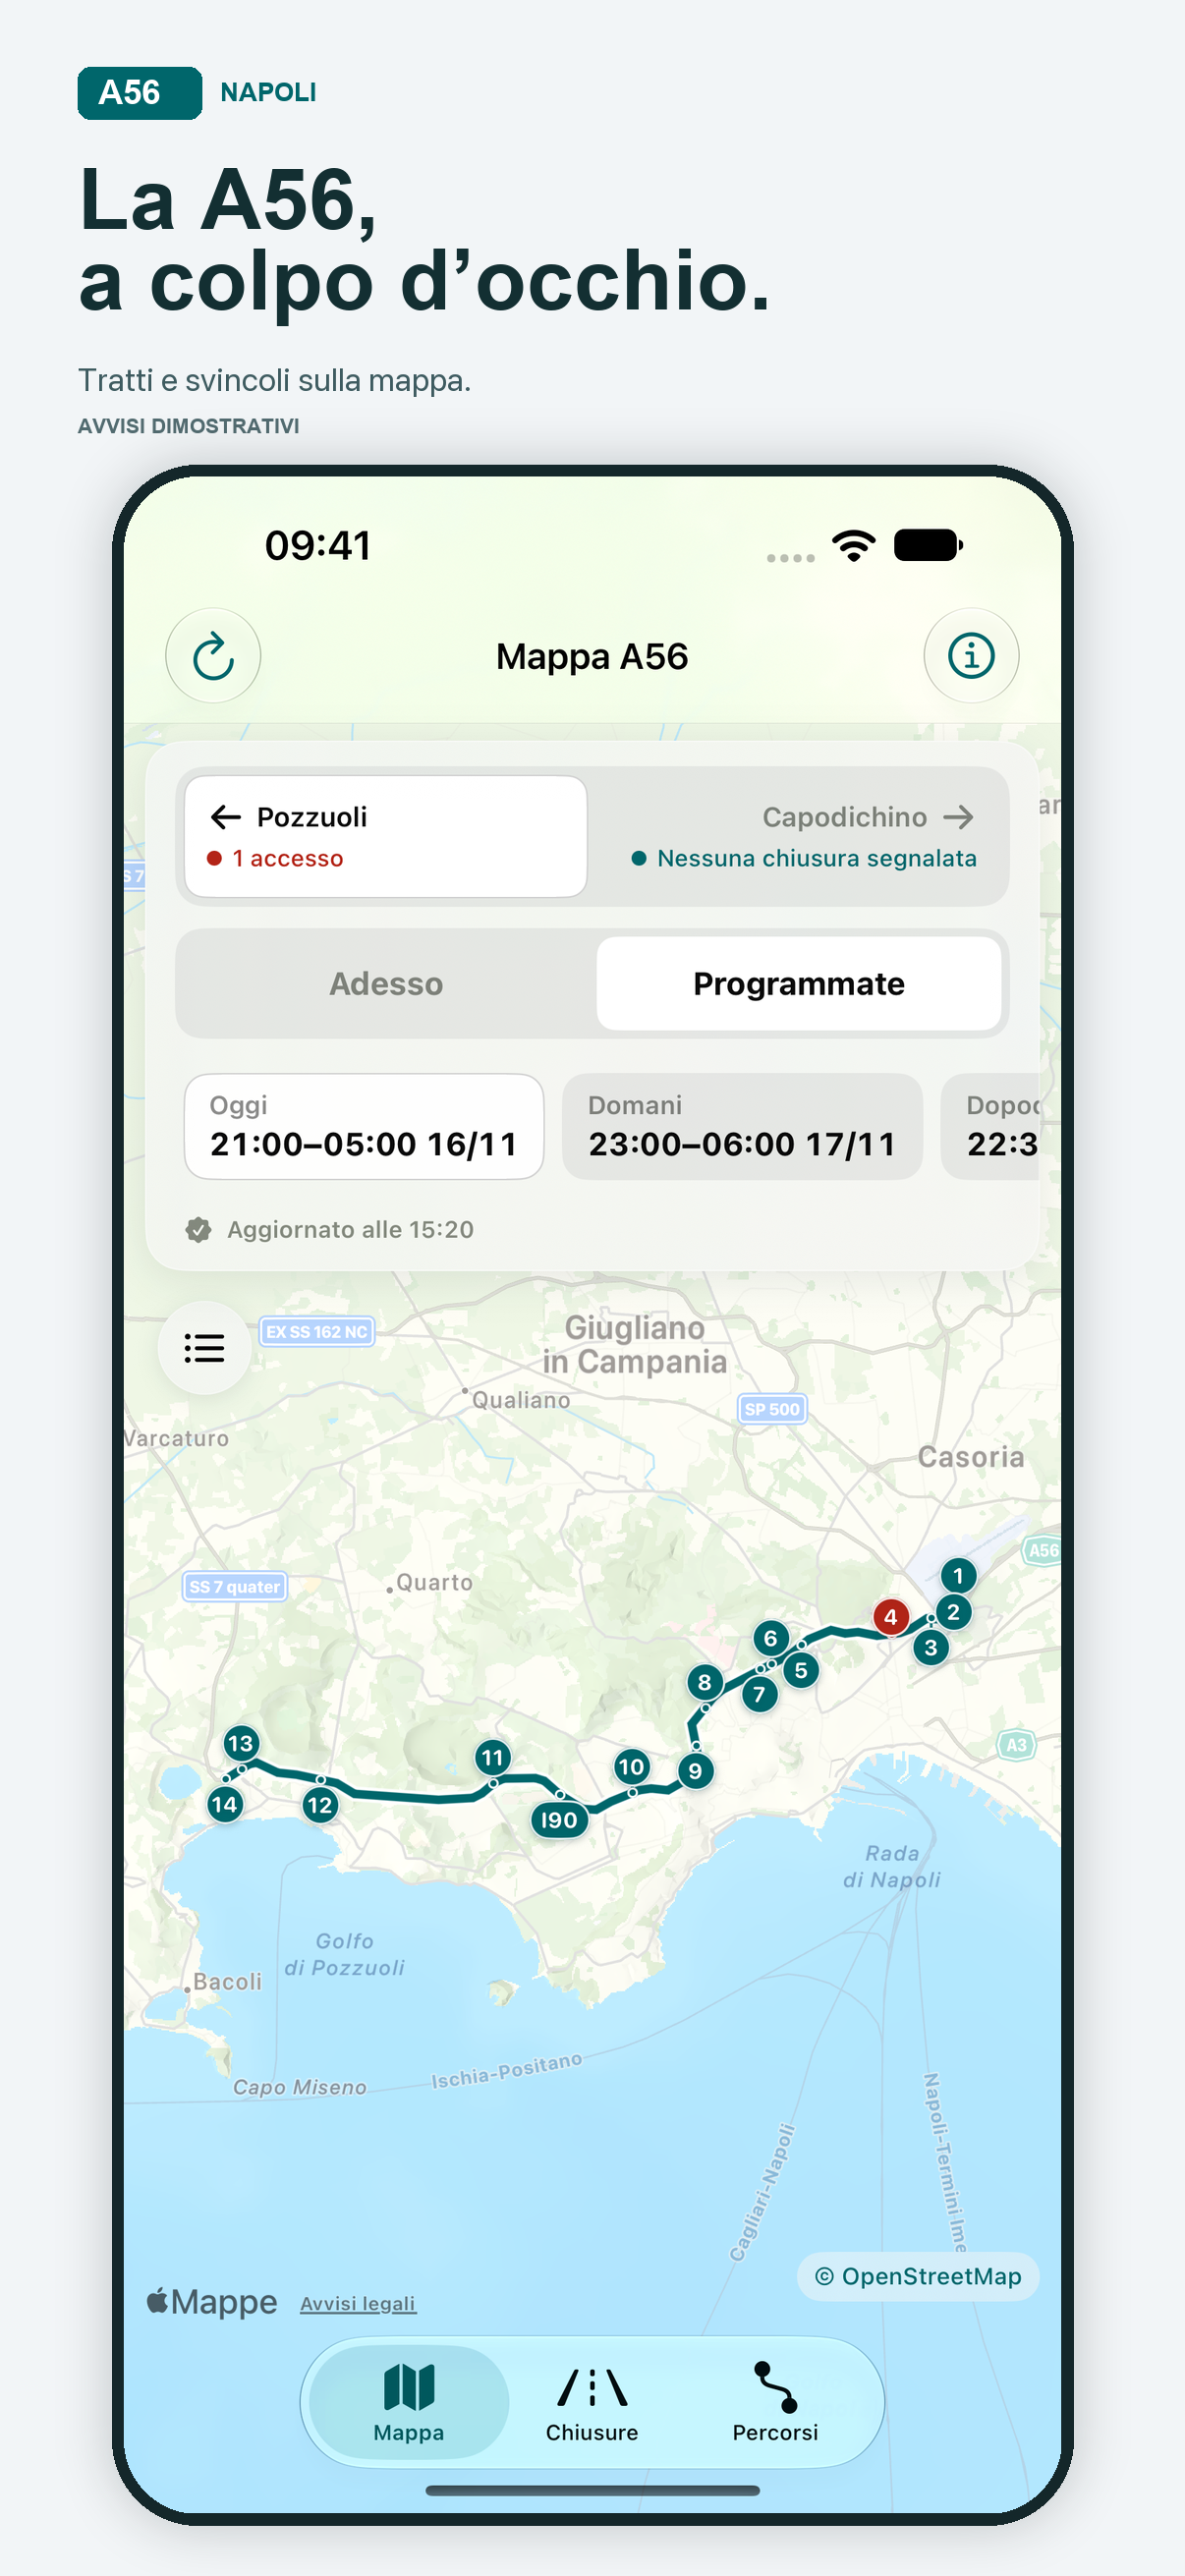 A56 NAPOLI
La A56,
a colpo d’occhio.
Tratti e svincoli sulla mappa.
AVVISI DIMOSTRATIVI
09:41
Mappa A56
← Pozzuoli
1 accesso
Capodichino →
Nessuna chiusura segnalata
Adesso
Programmate
Oggi
21:00–05:00 16/11
Domani
23:00–06:00 17/11
Dopod
22:3
Aggiornato alle 15:20
EX SS 162 NC
Giugliano
in Campania
Qualiano
SP 500
Varcaturo
Casoria
A56
SS 7 quater
Quarto
1
2
3
4
5
6
7
8
9
10
11
I90
12
13
14
A3
Rada
di Napoli
Golfo
di Pozzuoli
Bacoli
Capo Miseno
Ischia-Positano
Cagliari-Napoli
Napoli-Termini Ime
© OpenStreetMap
Mappe
Avvisi legali
Mappa
Chiusure
Percorsi